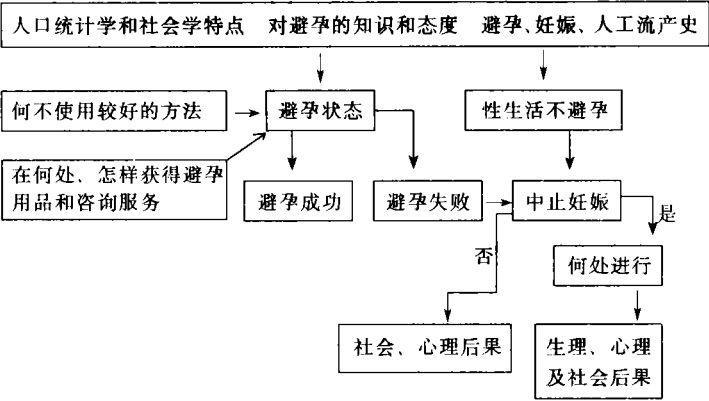 人口统计学和社会学特点 对避孕的知识和态度 避孕、妊娠、人工流产史
何不使用较好的方法
避孕状态
性生活不避孕
在何处、怎样获得避孕
用品和咨询服务
避孕成功
避孕失败
中止妊娠
是
否
何处进行
社会、心理后果
生理、心理
及社会后果